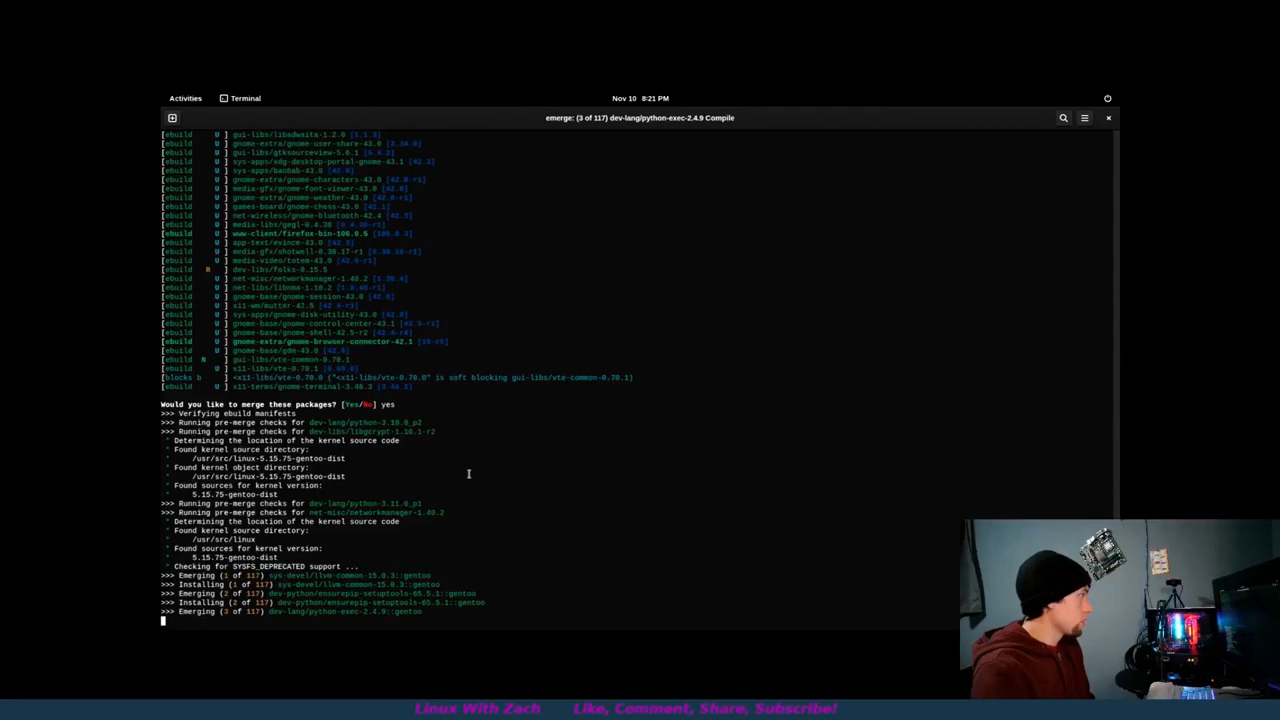 Activities Terminal Nov 10 8:21 PM
emerge: (3 of 117) dev-lang/python-exec-2.4.9 Compile
[ebuild U ] gui-libs/libadwaita-1.2.0 [1.1.3]
[ebuild U ] gnome-extra/gnome-user-share-43.0
[ebuild U ] gui-libs/gtksourceview-5.6.1
[ebuild U ] sys-apps/xdg-desktop-portal-gnome-43.1
[ebuild U ] sys-apps/baobab-43.0
[ebuild U ] gnome-extra/gnome-characters-43.0
[ebuild U ] media-gfx/gnome-font-viewer-43.0
[ebuild U ] gnome-extra/gnome-weather-43.0
[ebuild U ] games-board/gnome-chess-43.0 [42.1]
[ebuild U ] net-wireless/gnome-bluetooth-42.4
[ebuild U ] media-libs/gegl-0.4.38
[ebuild U ] www-client/firefox-bin-106.0.5
[ebuild U ] app-text/evince-43.0
[ebuild U ] media-gfx/shotwell-0.30.17-r1
[ebuild U ] media-video/totem-43.0
[ebuild R ] dev-libs/folks-0.15.5
[ebuild U ] net-misc/networkmanager-1.40.2
[ebuild U ] net-libs/libnma-1.10.2
[ebuild U ] gnome-base/gnome-session-43.0
[ebuild U ] x11-wm/mutter-42.5
[ebuild U ] sys-apps/gnome-disk-utility-43.0
[ebuild U ] gnome-base/gnome-control-center-43.1
[ebuild U ] gnome-base/gnome-shell-42.5-r2
[ebuild U ] gnome-extra/gnome-browser-connector-42.1
[ebuild U ] gnome-base/gdm-43.0
[ebuild N ] gui-libs/vte-common-0.70.1
[ebuild U ] x11-libs/vte-0.70.1
[blocks b ] <x11-libs/vte-0.70.0 ("<x11-libs/vte-0.70.0" is soft blocking gui-libs/vte-common-0.70.1)
[ebuild U ] x11-terms/gnome-terminal-3.46.3
Would you like to merge these packages? [Yes/No] yes
>>> Verifying ebuild manifests
>>> Running pre-merge checks for dev-lang/python-3.10.8_p2
>>> Running pre-merge checks for dev-libs/libgcrypt-1.10.1-r2
* Determining the location of the kernel source code
* Found kernel source directory:
* /usr/src/linux-5.15.75-gentoo-dist
* Found kernel object directory:
* /usr/src/linux-5.15.75-gentoo-dist
* Found sources for kernel version:
* 5.15.75-gentoo-dist
>>> Running pre-merge checks for dev-lang/python-3.11.0_p1
>>> Running pre-merge checks for net-misc/networkmanager-1.40.2
* Determining the location of the kernel source code
* Found kernel source directory:
* /usr/src/linux
* Found sources for kernel version:
* 5.15.75-gentoo-dist
* Checking for SYSFS_DEPRECATED support ...
>>> Emerging (1 of 117) sys-devel/llvm-common-15.0.3::gentoo
>>> Installing (1 of 117) sys-devel/llvm-common-15.0.3::gentoo
>>> Emerging (2 of 117) dev-python/ensurepip-setuptools-65.5.1::gentoo
>>> Installing (2 of 117) dev-python/ensurepip-setuptools-65.5.1::gentoo
>>> Emerging (3 of 117) dev-lang/python-exec-2.4.9::gentoo
Linux With Zach Like, Comment, Share, Subscribe!